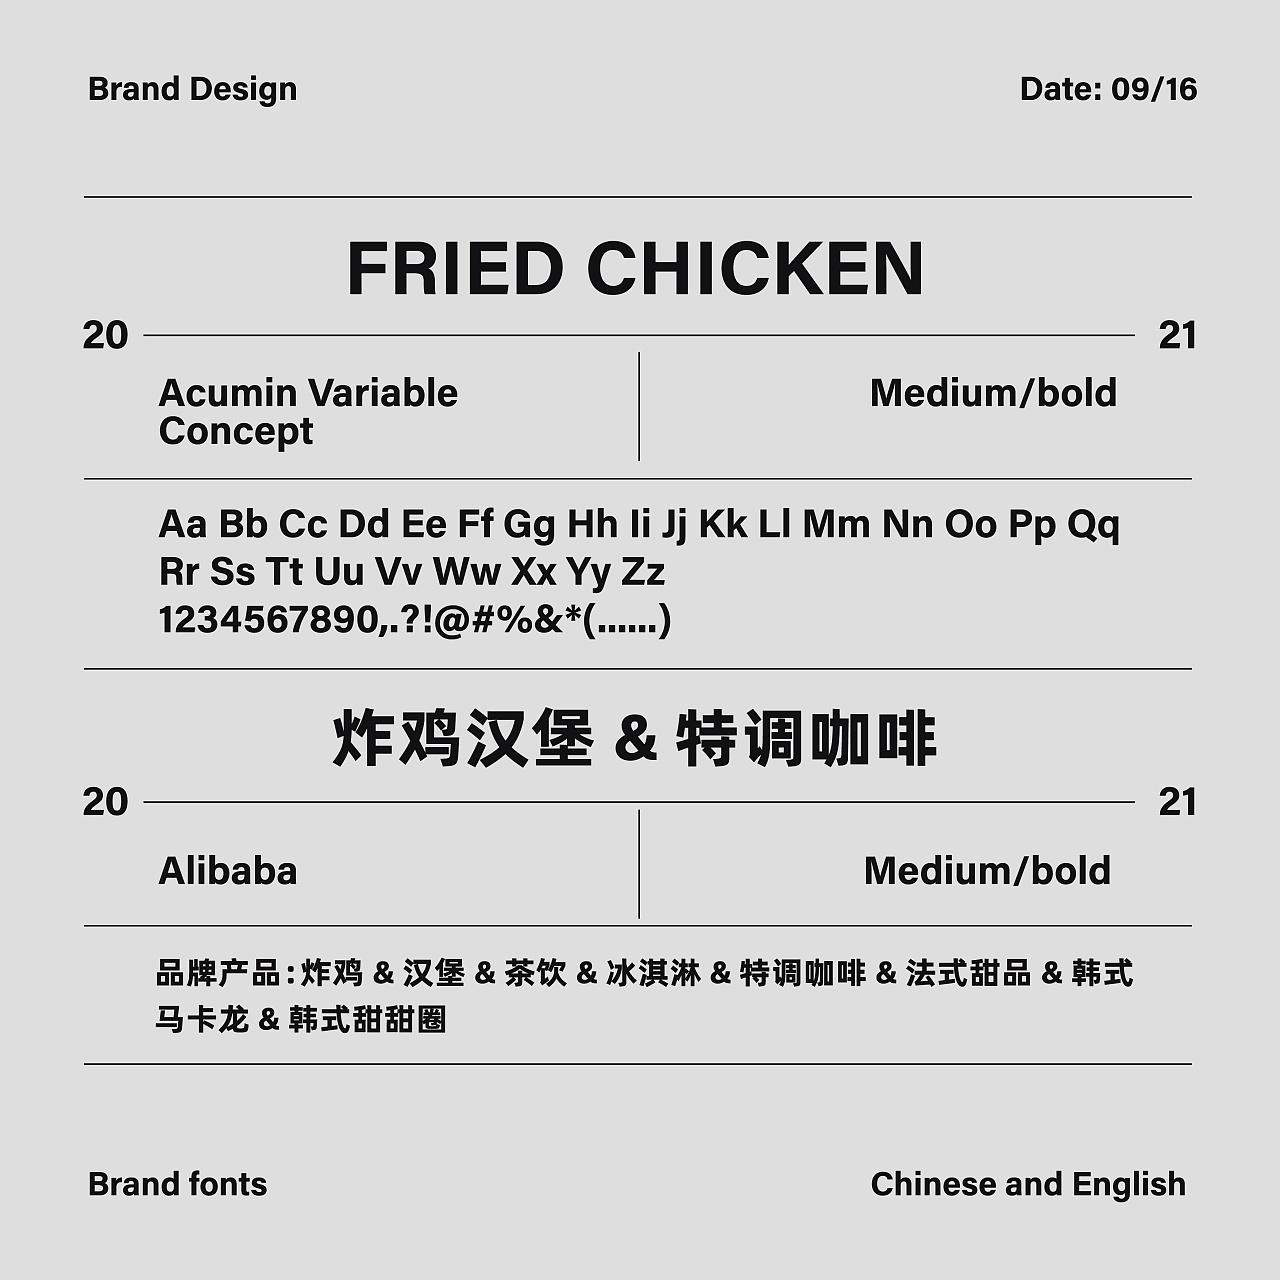 Brand Design
Date: 09/16
FRIED CHICKEN
20
21
Acumin Variable
Concept
Medium/bold
Aa Bb Cc Dd Ee Ff Gg Hh Ii Jj Kk Ll Mm Nn Oo Pp Qq
Rr Ss Tt Uu Vv Ww Xx Yy Zz
1234567890,.?!@#%&*(......)
炸鸡汉堡 & 特调咖啡
20
21
Alibaba
Medium/bold
品牌产品:炸鸡 & 汉堡 & 茶饮 & 冰淇淋 & 特调咖啡 & 法式甜品 & 韩式
马卡龙 & 韩式甜甜圈
Brand fonts
Chinese and English